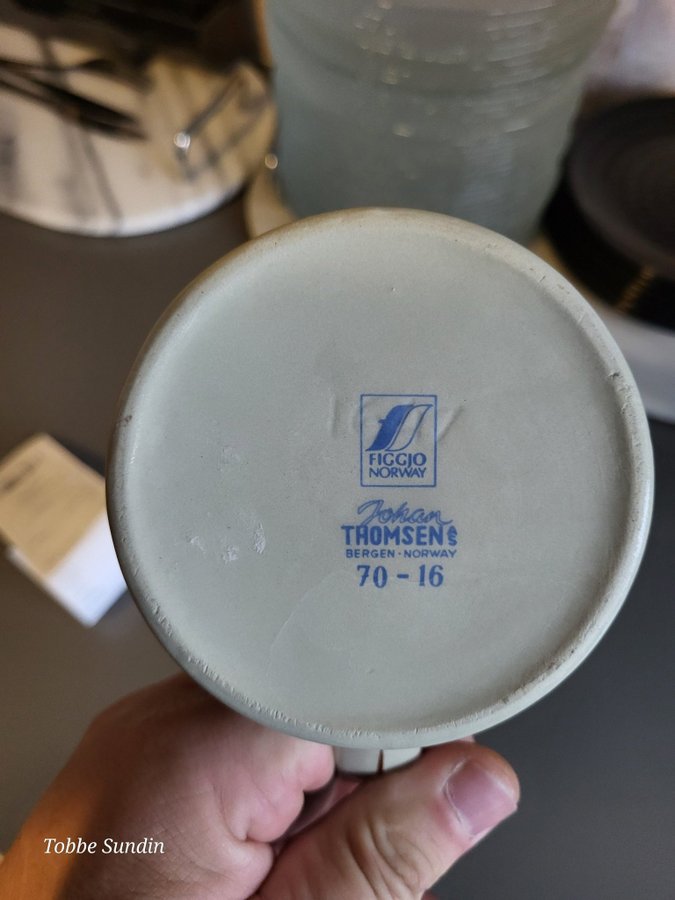 FIGGJO
NORWAY
Johan
THOMSEN A/S
BERGEN · NORWAY
70 - 16
Tobbe Sundin